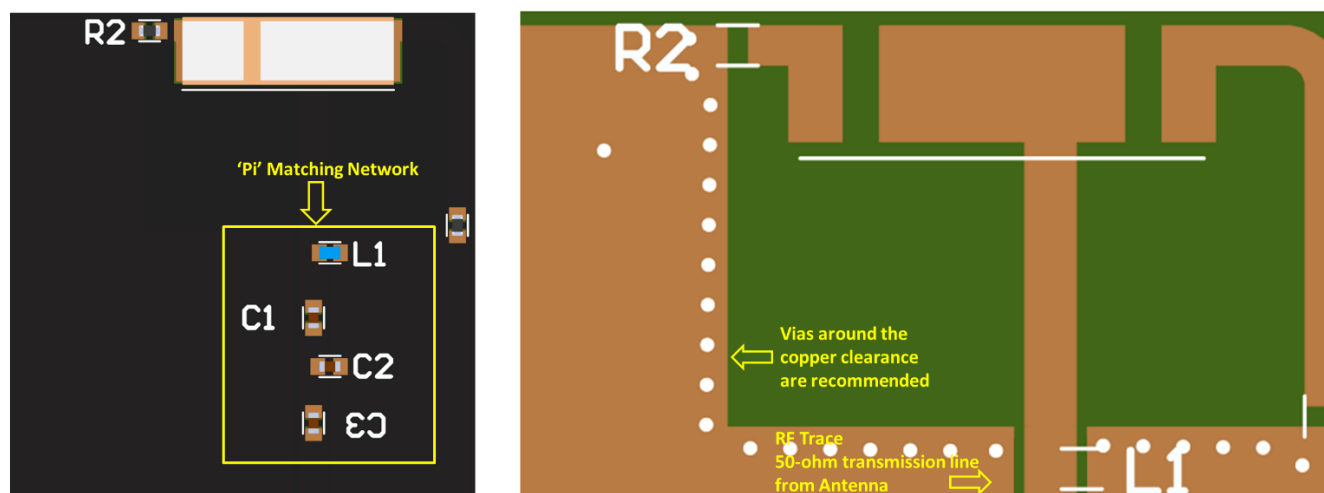 R2
'Pi' Matching Network
L1
C1
C2
C3
R2
Vias around the
copper clearance
are recommended
RF Trace
50-ohm transmission line
from Antenna
L1